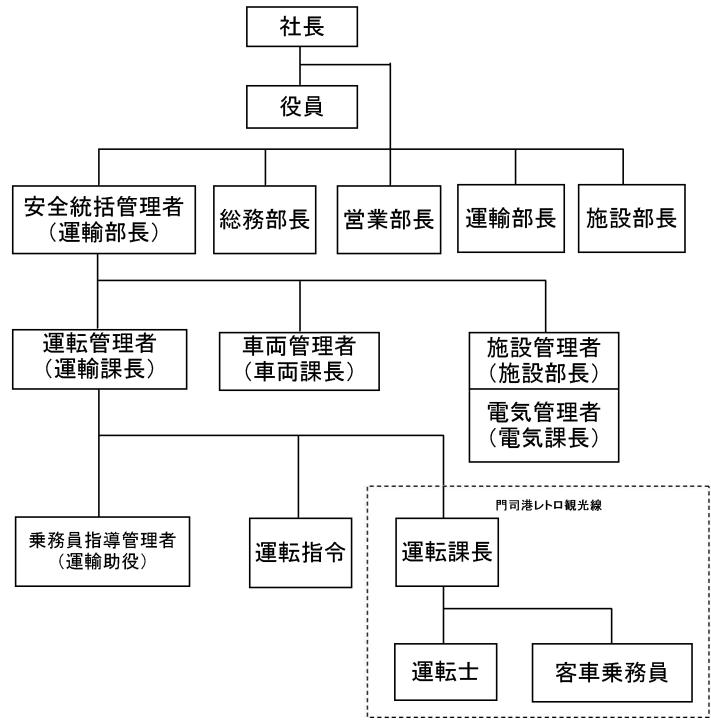 社長
役員
安全統括管理者
（運輸部長）
総務部長
営業部長
運輸部長
施設部長
運転管理者
（運輸課長）
車両管理者
（車両課長）
施設管理者
（施設部長）
電気管理者
（電気課長）
乗務員指導管理者
（運輸助役）
運転指令
門司港レトロ観光線
運転課長
運転士
客車乗務員